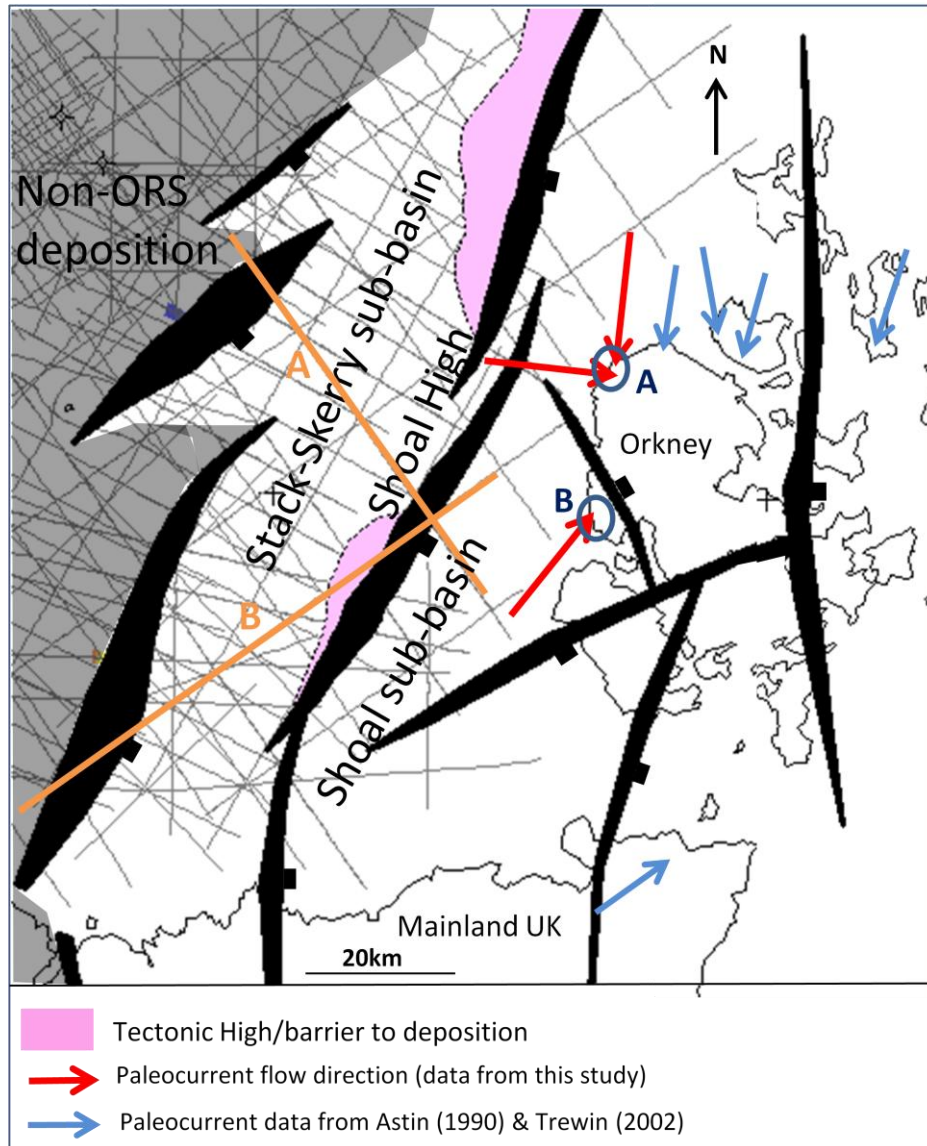 N
Non-ORS
deposition
Stack-Skerry sub-basin
A
Shoal High
A
Orkney
B
B
Shoal sub-basin
Mainland UK
20km
Tectonic High/barrier to deposition
Paleocurrent flow direction (data from this study)
Paleocurrent data from Astin (1990) & Trewin (2002)